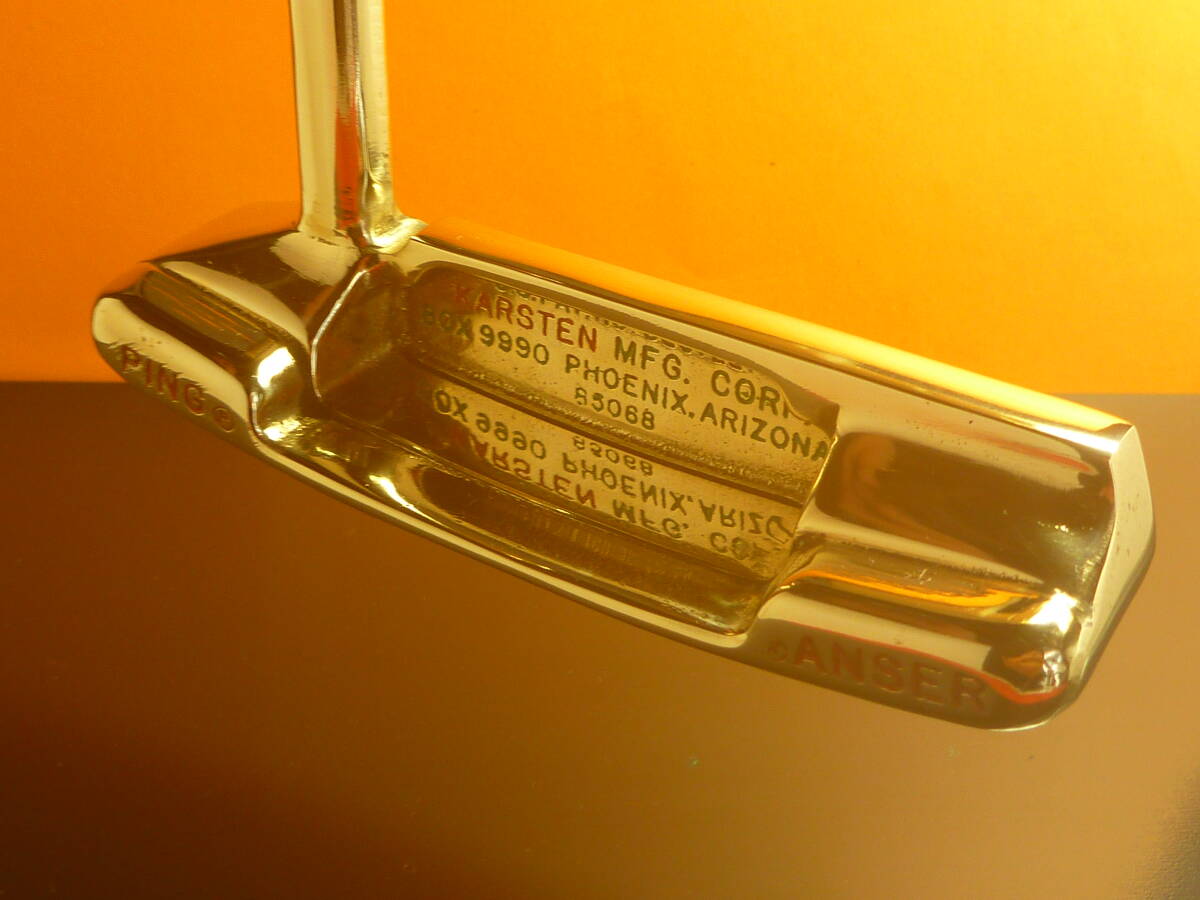 KARSTEN MFG. CORP.
BOX 9990 PHOENIX, ARIZONA
85068
PING ®
® ANSER